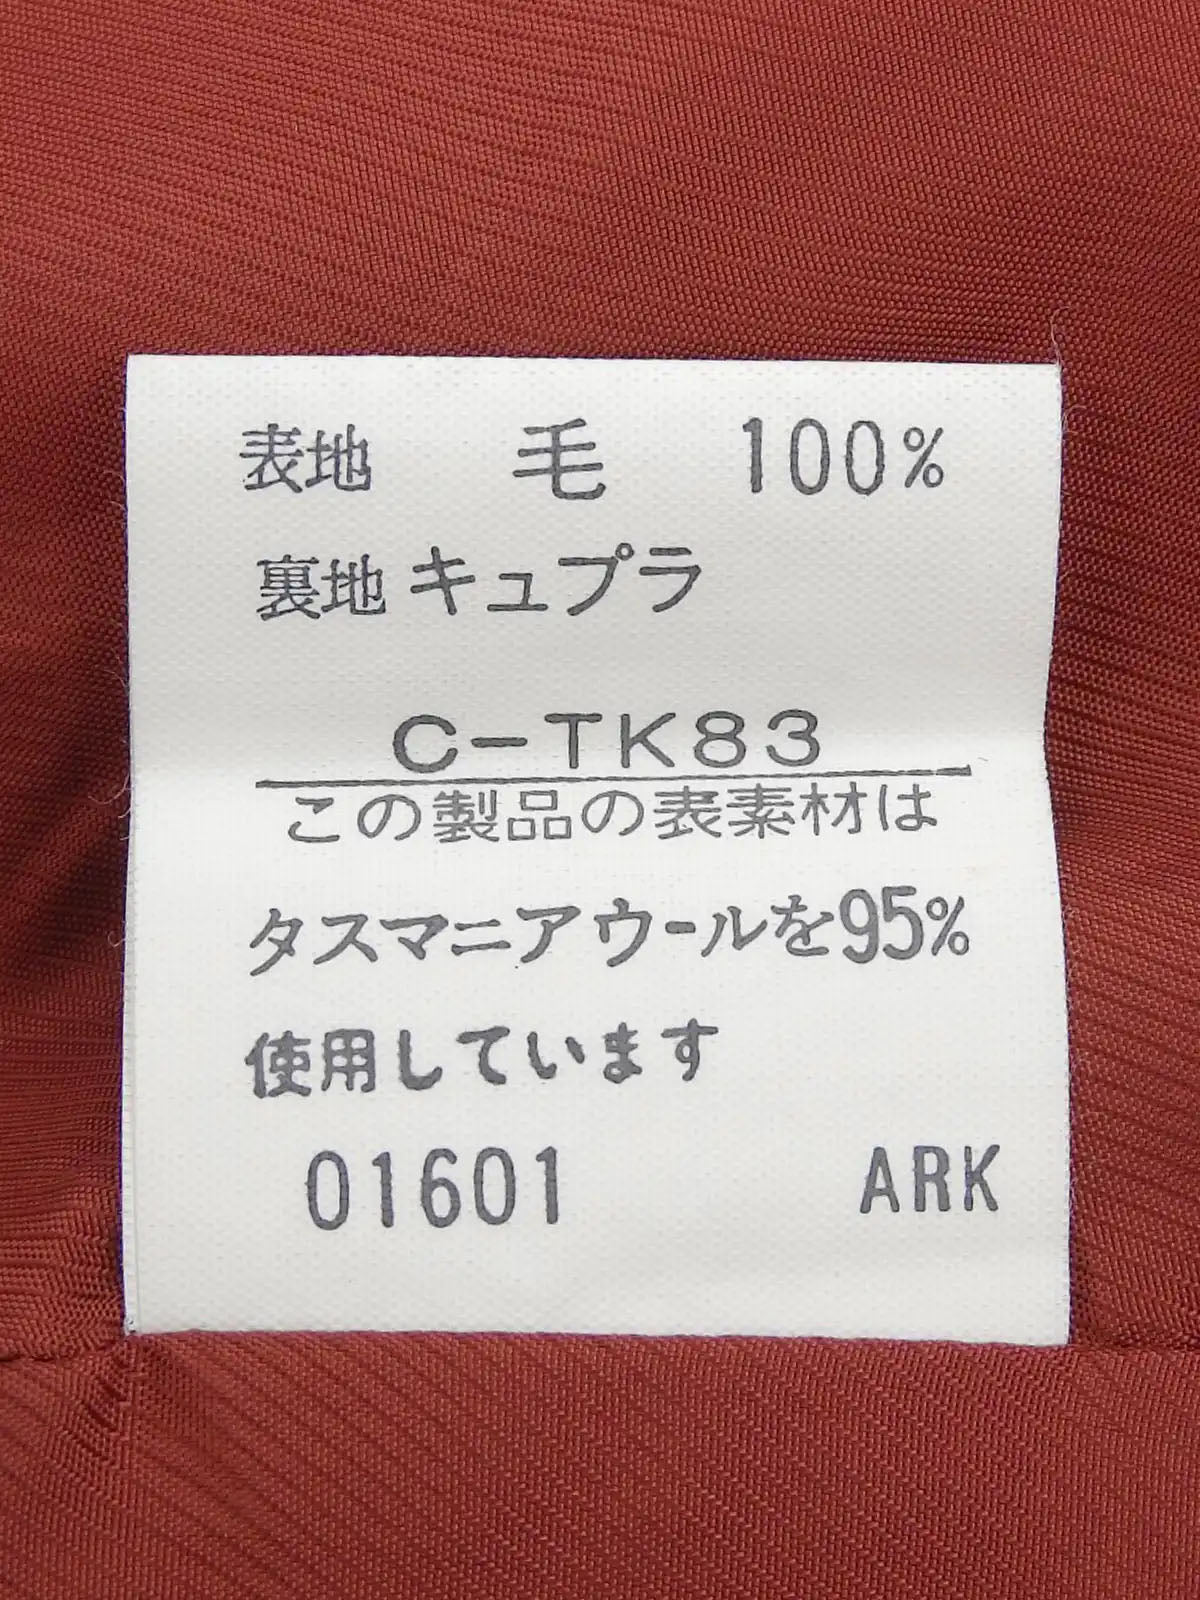 表地 毛 100%
裏地 キュプラ
C-TK83
この製品の表素材は
タスマニアウールを95%
使用しています
01601 ARK